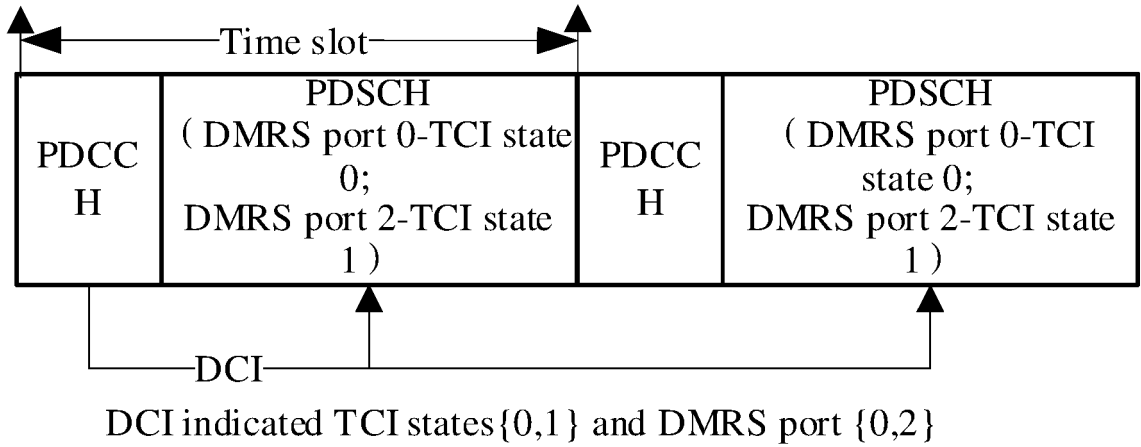 Time slot
PDCC
H
PDSCH
( DMRS port 0-TCI state
0;
DMRS port 2-TCI state
1 )
PDCC
H
PDSCH
( DMRS port 0-TCI
state 0;
DMRS port 2-TCI state
1 )
DCI
DCI indicated TCI states{0,1} and DMRS port {0,2}